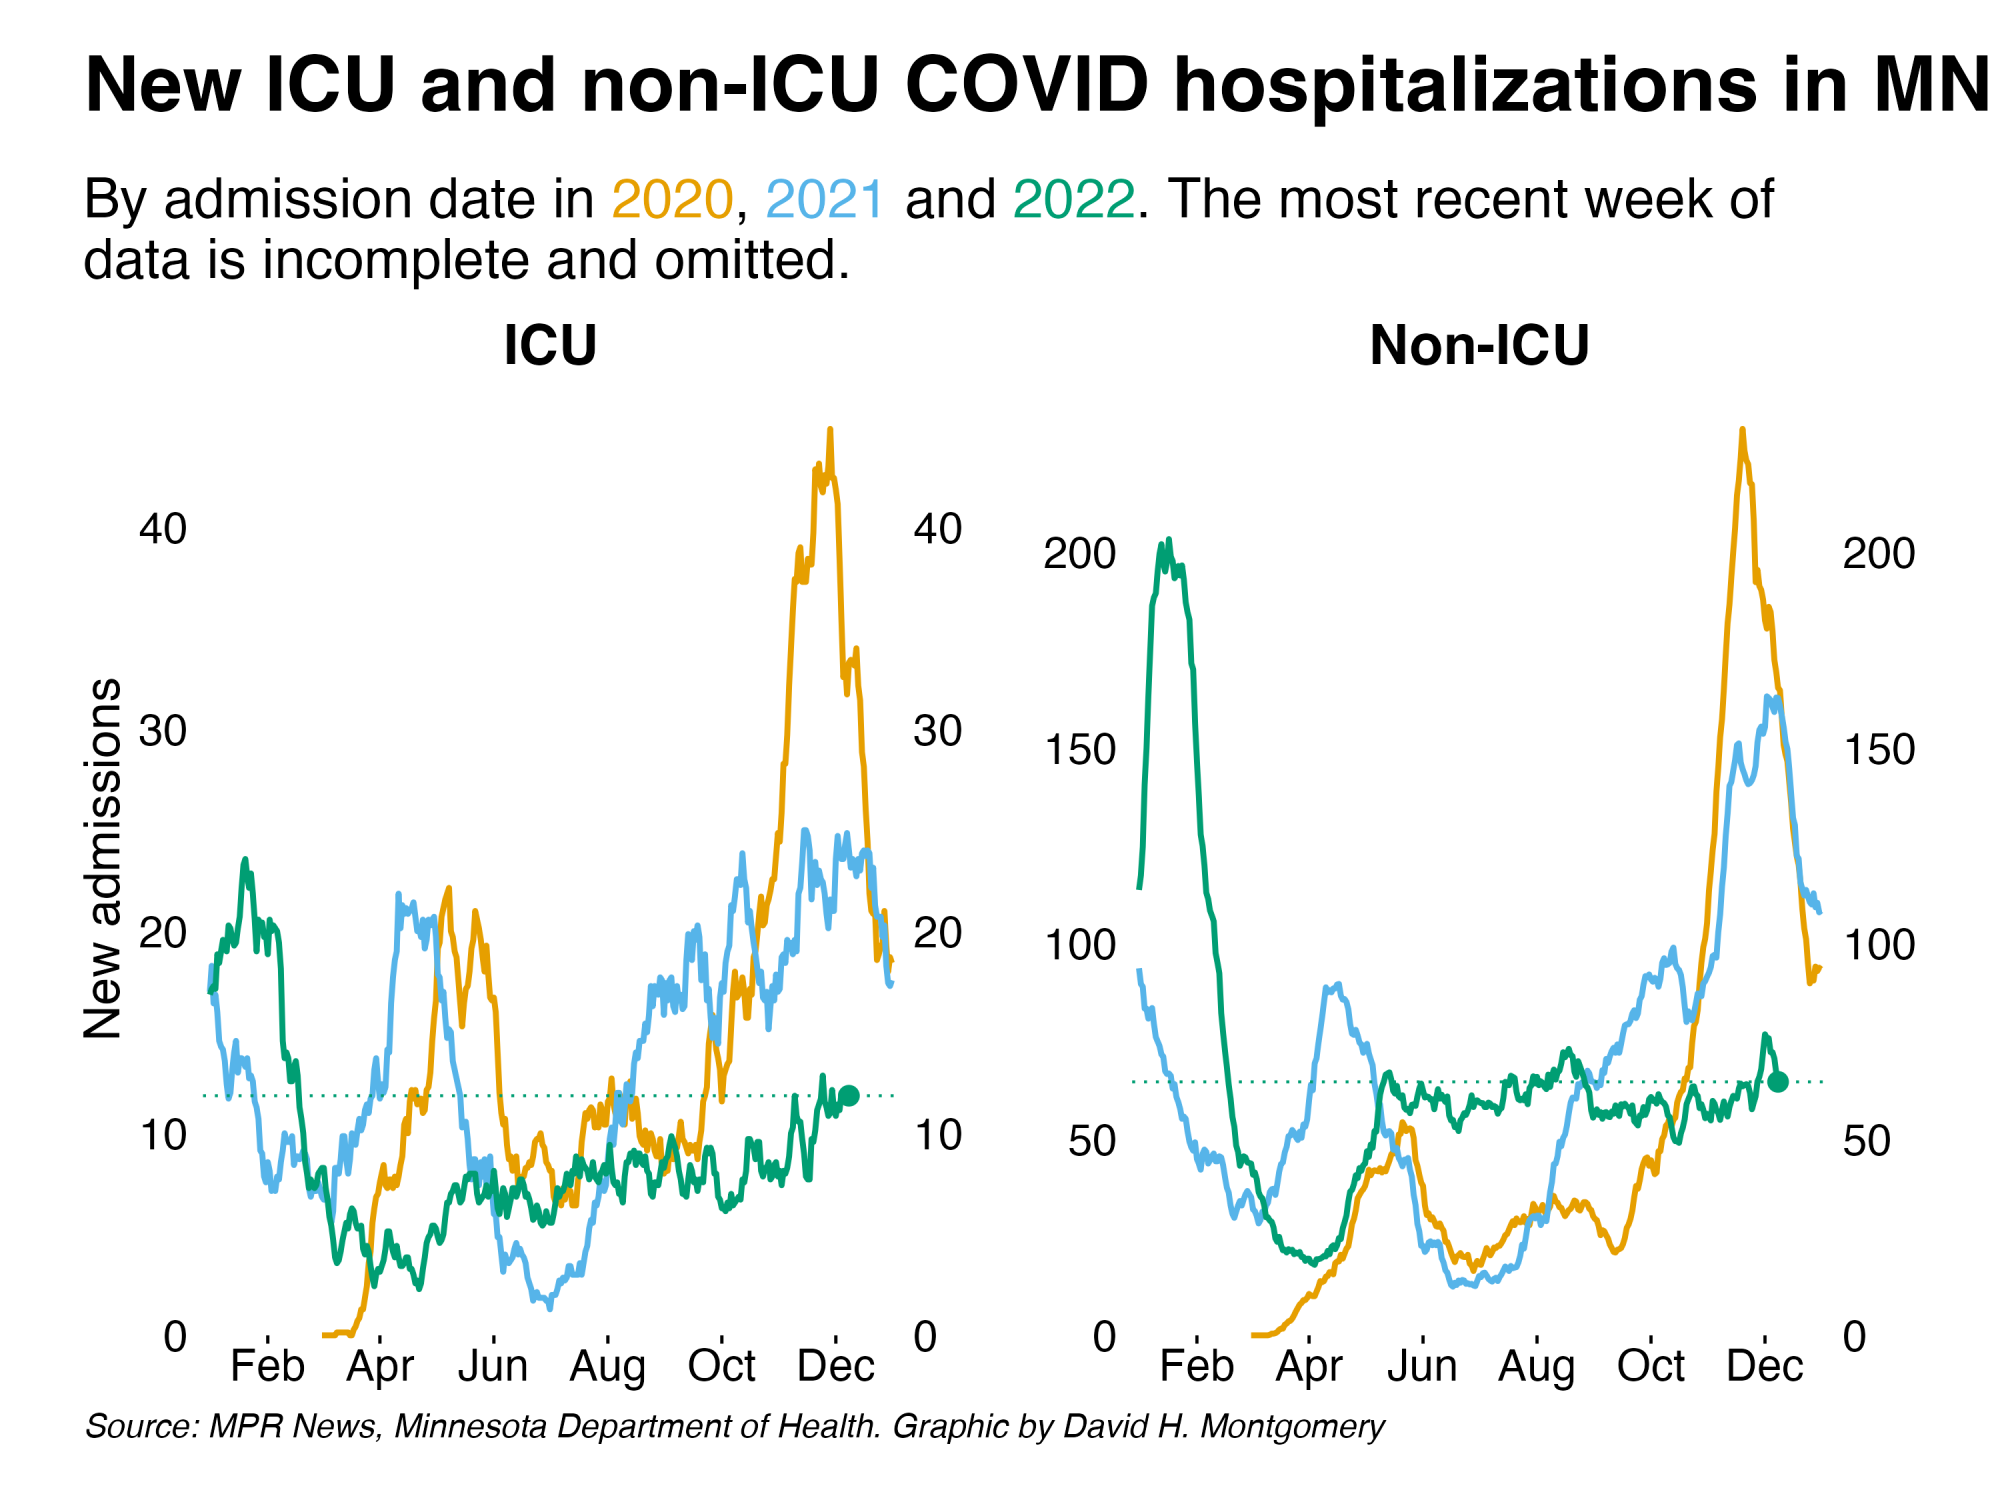 New ICU and non-ICU COVID hospitalizations in MN
By admission date in 2020, 2021 and 2022. The most recent week of
data is incomplete and omitted.
ICU
Non-ICU
New admissions
40
30
20
10
0
40
30
20
10
0
Feb Apr Jun Aug Oct Dec
200
150
100
50
0
200
150
100
50
0
Feb Apr Jun Aug Oct Dec
Source: MPR News, Minnesota Department of Health. Graphic by David H. Montgomery